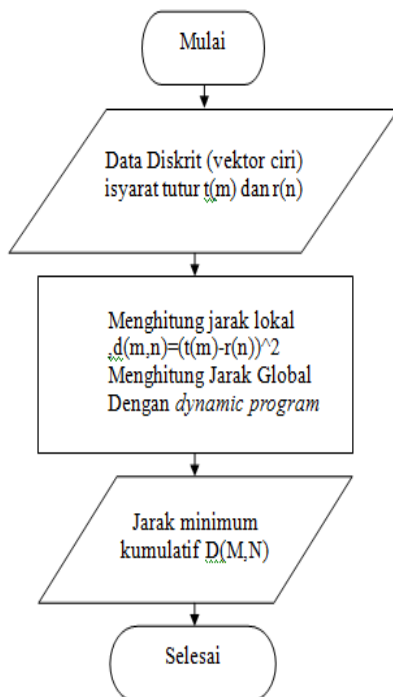 Mulai
Data Diskrit (vektor ciri)
isyarat tutur t(m) dan r(n)
Menghitung jarak lokal
,d(m,n)=(t(m)-r(n))^2
Menghitung Jarak Global
Dengan dynamic program
Jarak minimum
kumulatif D(M,N)
Selesai